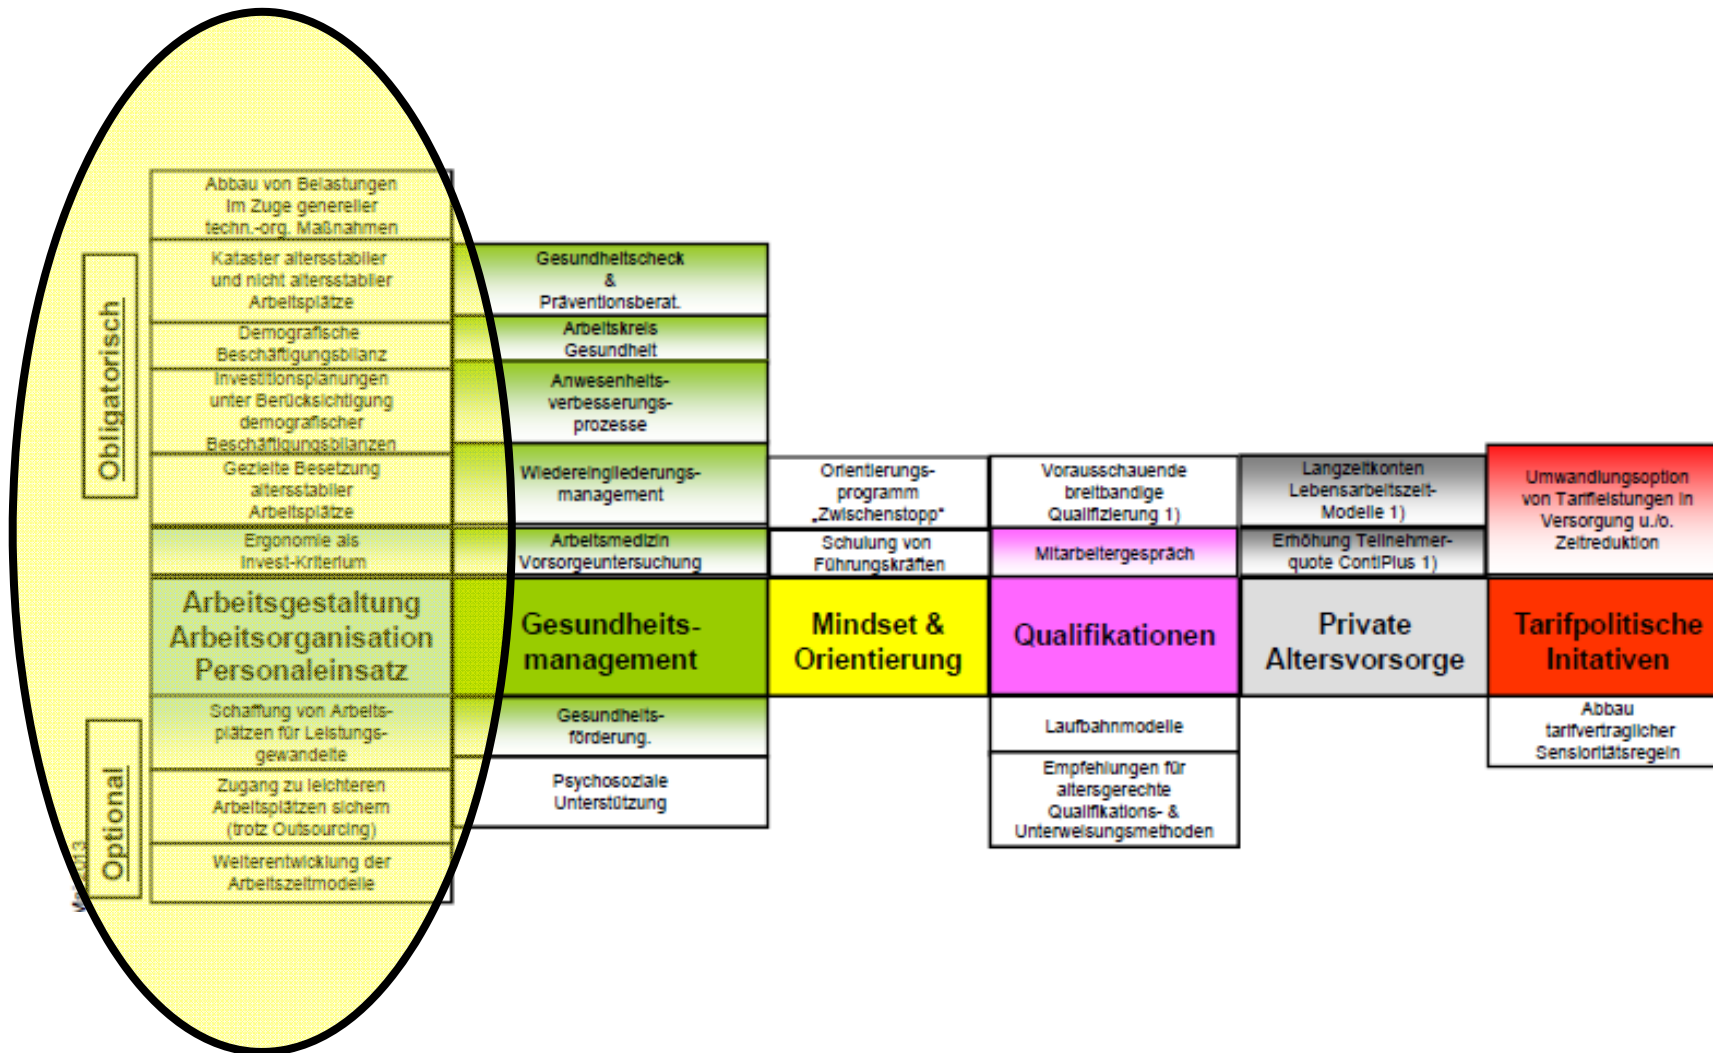 Obligatorisch
Abbau von Belastungen
im Zuge genereller
techn.-org. Maßnahmen
Kataster altersstabiler
und nicht altersstabiler
Arbeitsplätze
Demografische
Beschäftigungsbilanz
Investitionsplanungen
unter Berücksichtigung
demografischer
Beschäftigungsbilanzen
Gezielte Besetzung
altersstabiler
Arbeitsplätze
Ergonomie als
Invest-Kriterium
Gesundheitscheck
&
Präventionsberat.
Arbeitskreis
Gesundheit
Anwesenheits-
verbesserungs-
prozesse
Wiedereingliederungs-
management
Arbeitsmedizin
Vorsorgeuntersuchung
Orientierungs-
programm
„Zwischenstopp“
Schulung von
Führungskräften
Vorausschauende
breitbandige
Qualifizierung 1)
Mitarbeitergespräch
Langzeitkonten
Lebensarbeitszeit-
Modelle 1)
Erhöhung Teilnehmer-
quote ContiPlus 1)
Umwandlungsoption
von Tarifleistungen in
Versorgung u./o.
Zeitreduktion
Arbeitsgestaltung
Arbeitsorganisation
Personaleinsatz
Gesundheits-
management
Mindset &
Orientierung
Qualifikationen
Private
Altersvorsorge
Tarifpolitische
Initativen
Optional
Schaffung von Arbeits-
plätzen für Leistungs-
gewandelte
Zugang zu leichteren
Arbeitsplätzen sichern
(trotz Outsourcing)
Weiterentwicklung der
Arbeitszeitmodelle
Gesundheits-
förderung.
Psychosoziale
Unterstützung
Laufbahnmodelle
Empfehlungen für
altersgerechte
Qualifikations- &
Unterweisungsmethoden
Abbau
tarifvertraglicher
Sensioritätsregeln